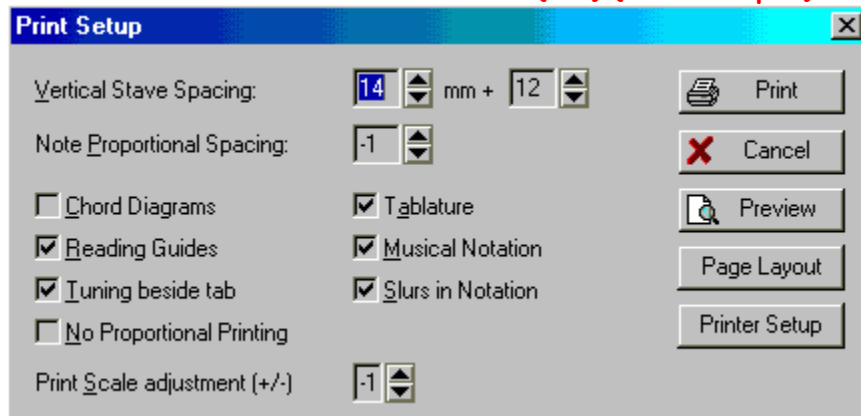 Print Setup
Vertical Stave Spacing: 14 mm + 12
Print
Note Proportional Spacing: -1
Cancel
Chord Diagrams Tablature
Preview
Reading Guides Musical Notation
Page Layout
Tuning beside tab Slurs in Notation
No Proportional Printing
Printer Setup
Print Scale adjustment (+/-) -1